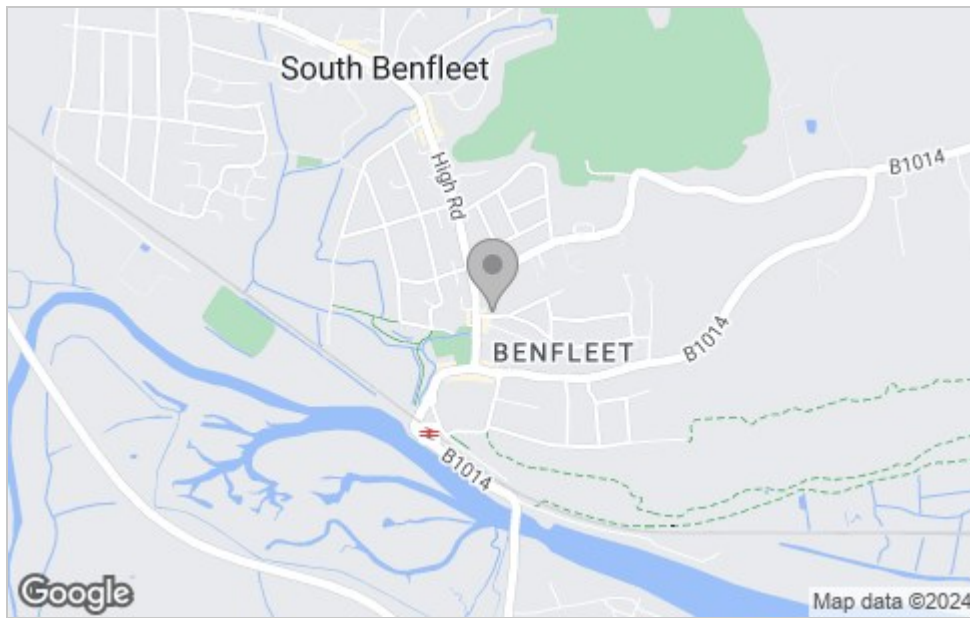 South Benfleet
B1014
High Rd
BENFLEET
B1014
B1014
Google
Map data ©2024